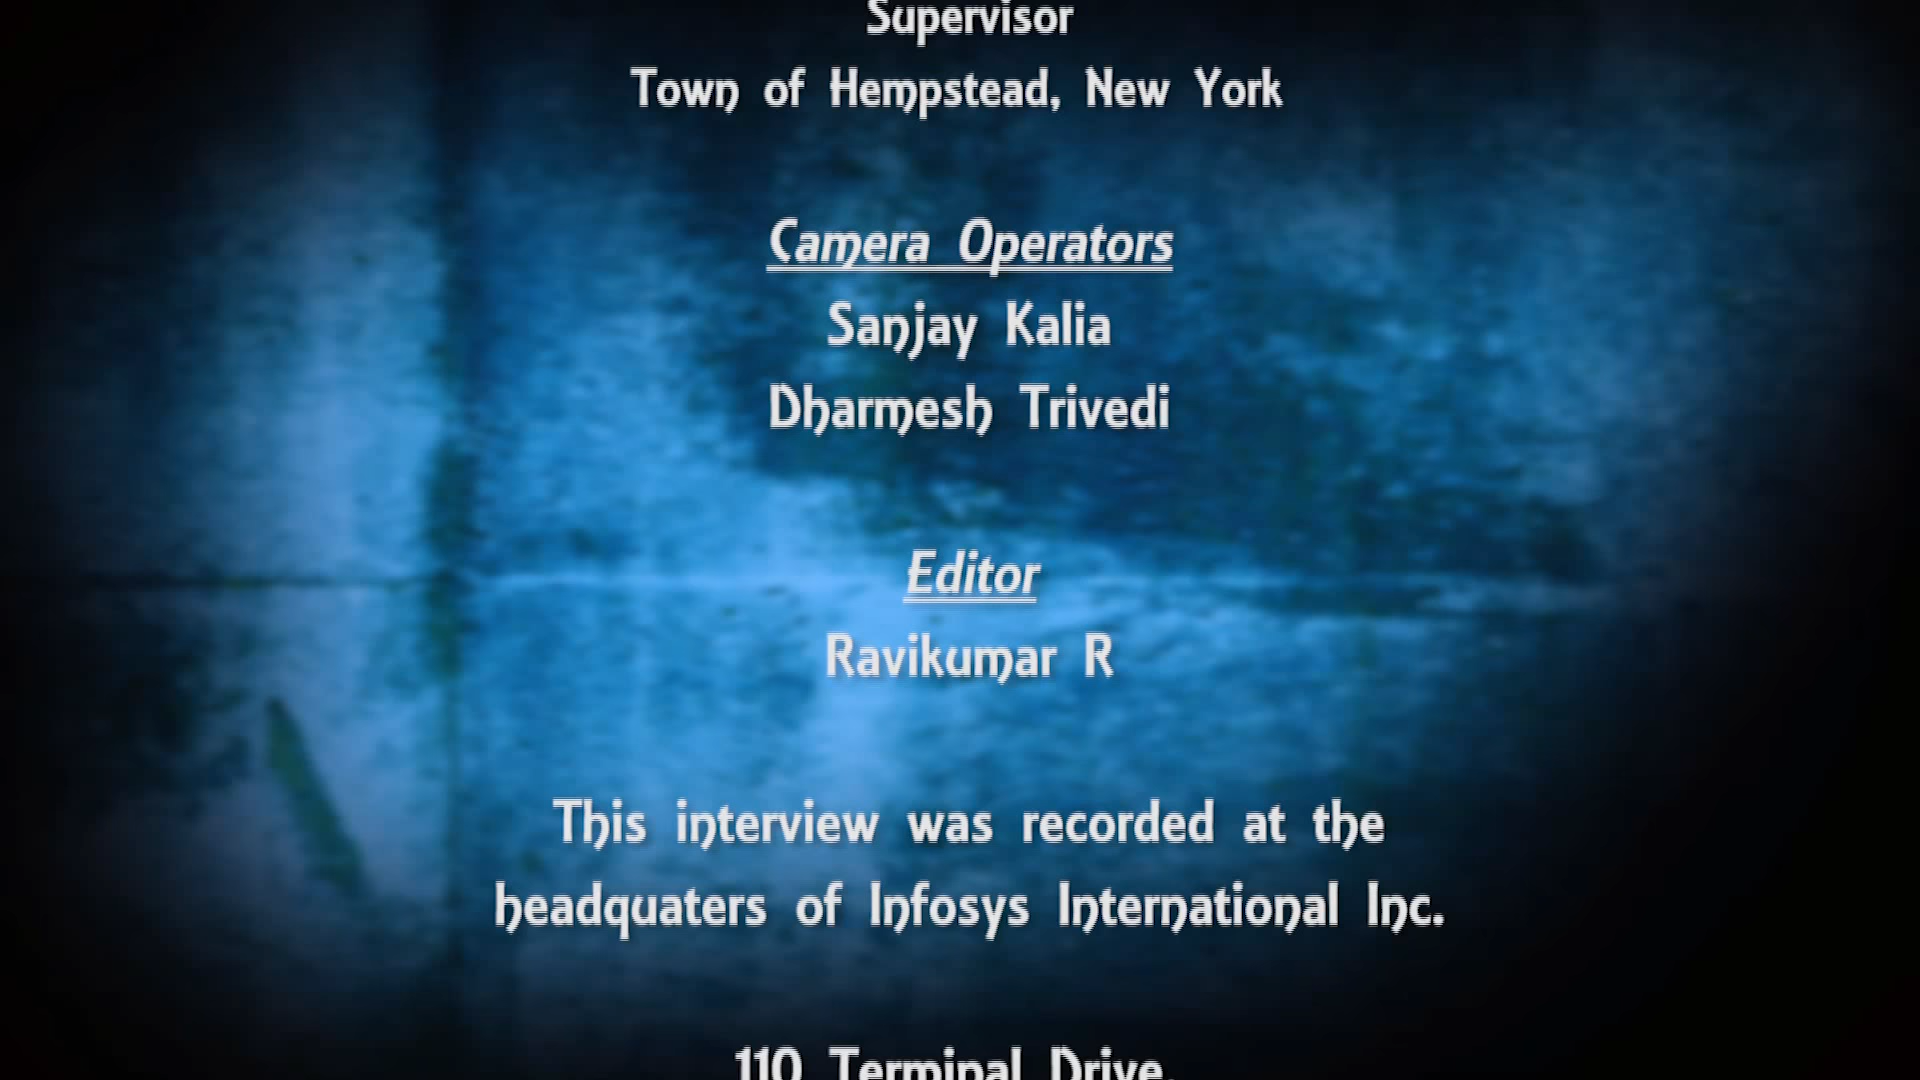 Supervisor
Town of Hempstead, New York
Camera Operators
Sanjay Kalia
Dharmesh Trivedi
Editor
Ravikumar R
This interview was recorded at the
headquaters of Infosys International Inc.
110 Terminal Drive,